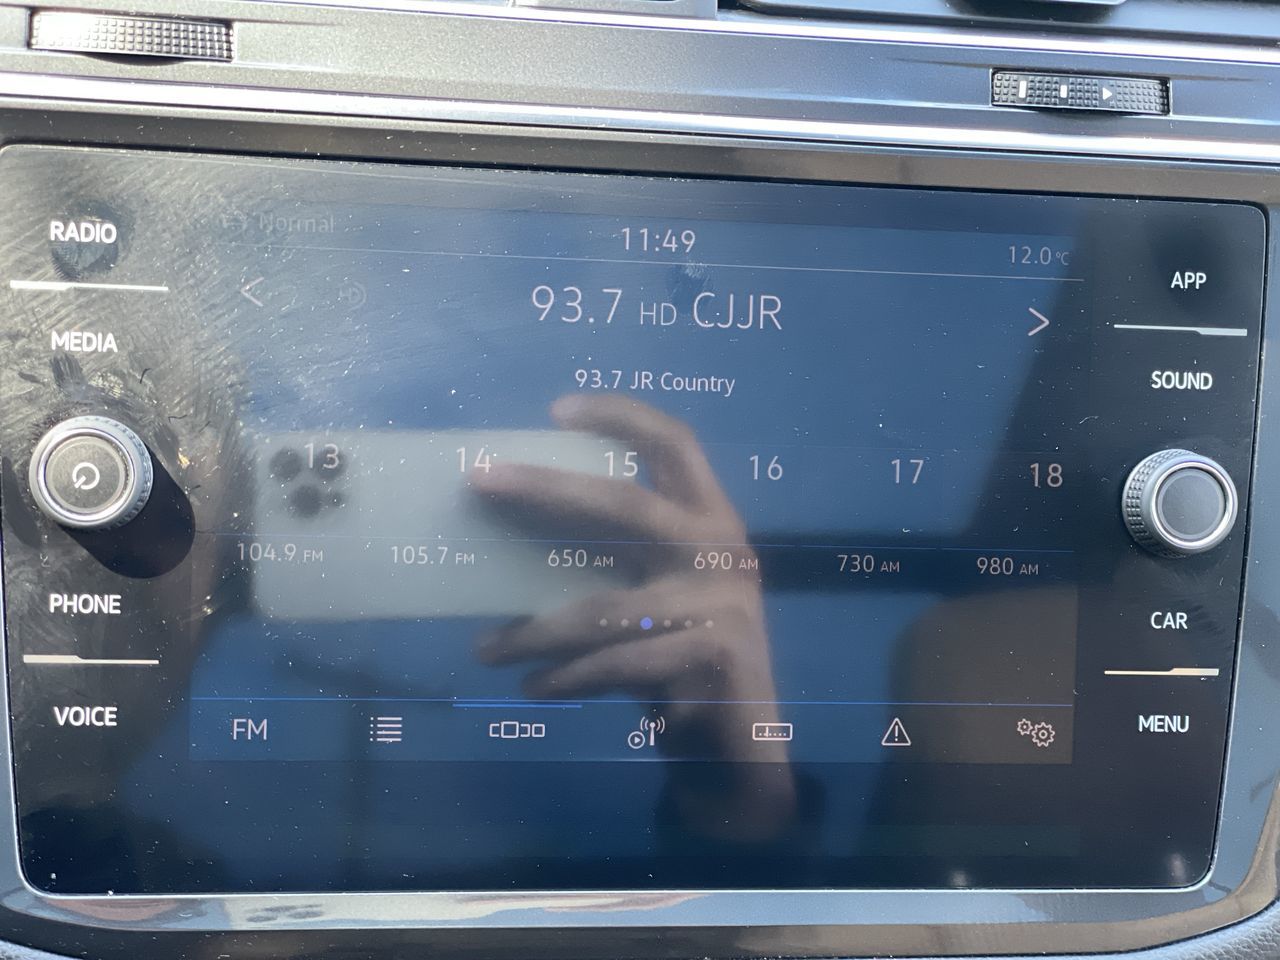 RADIO
MEDIA
PHONE
VOICE
Normal
11:49
12.0 °C
< HD >
93.7 HD CJJR
93.7 JR Country
13 14 15 16 17 18
104.9 FM 105.7 FM 650 AM 690 AM 730 AM 980 AM
FM
APP
SOUND
CAR
MENU